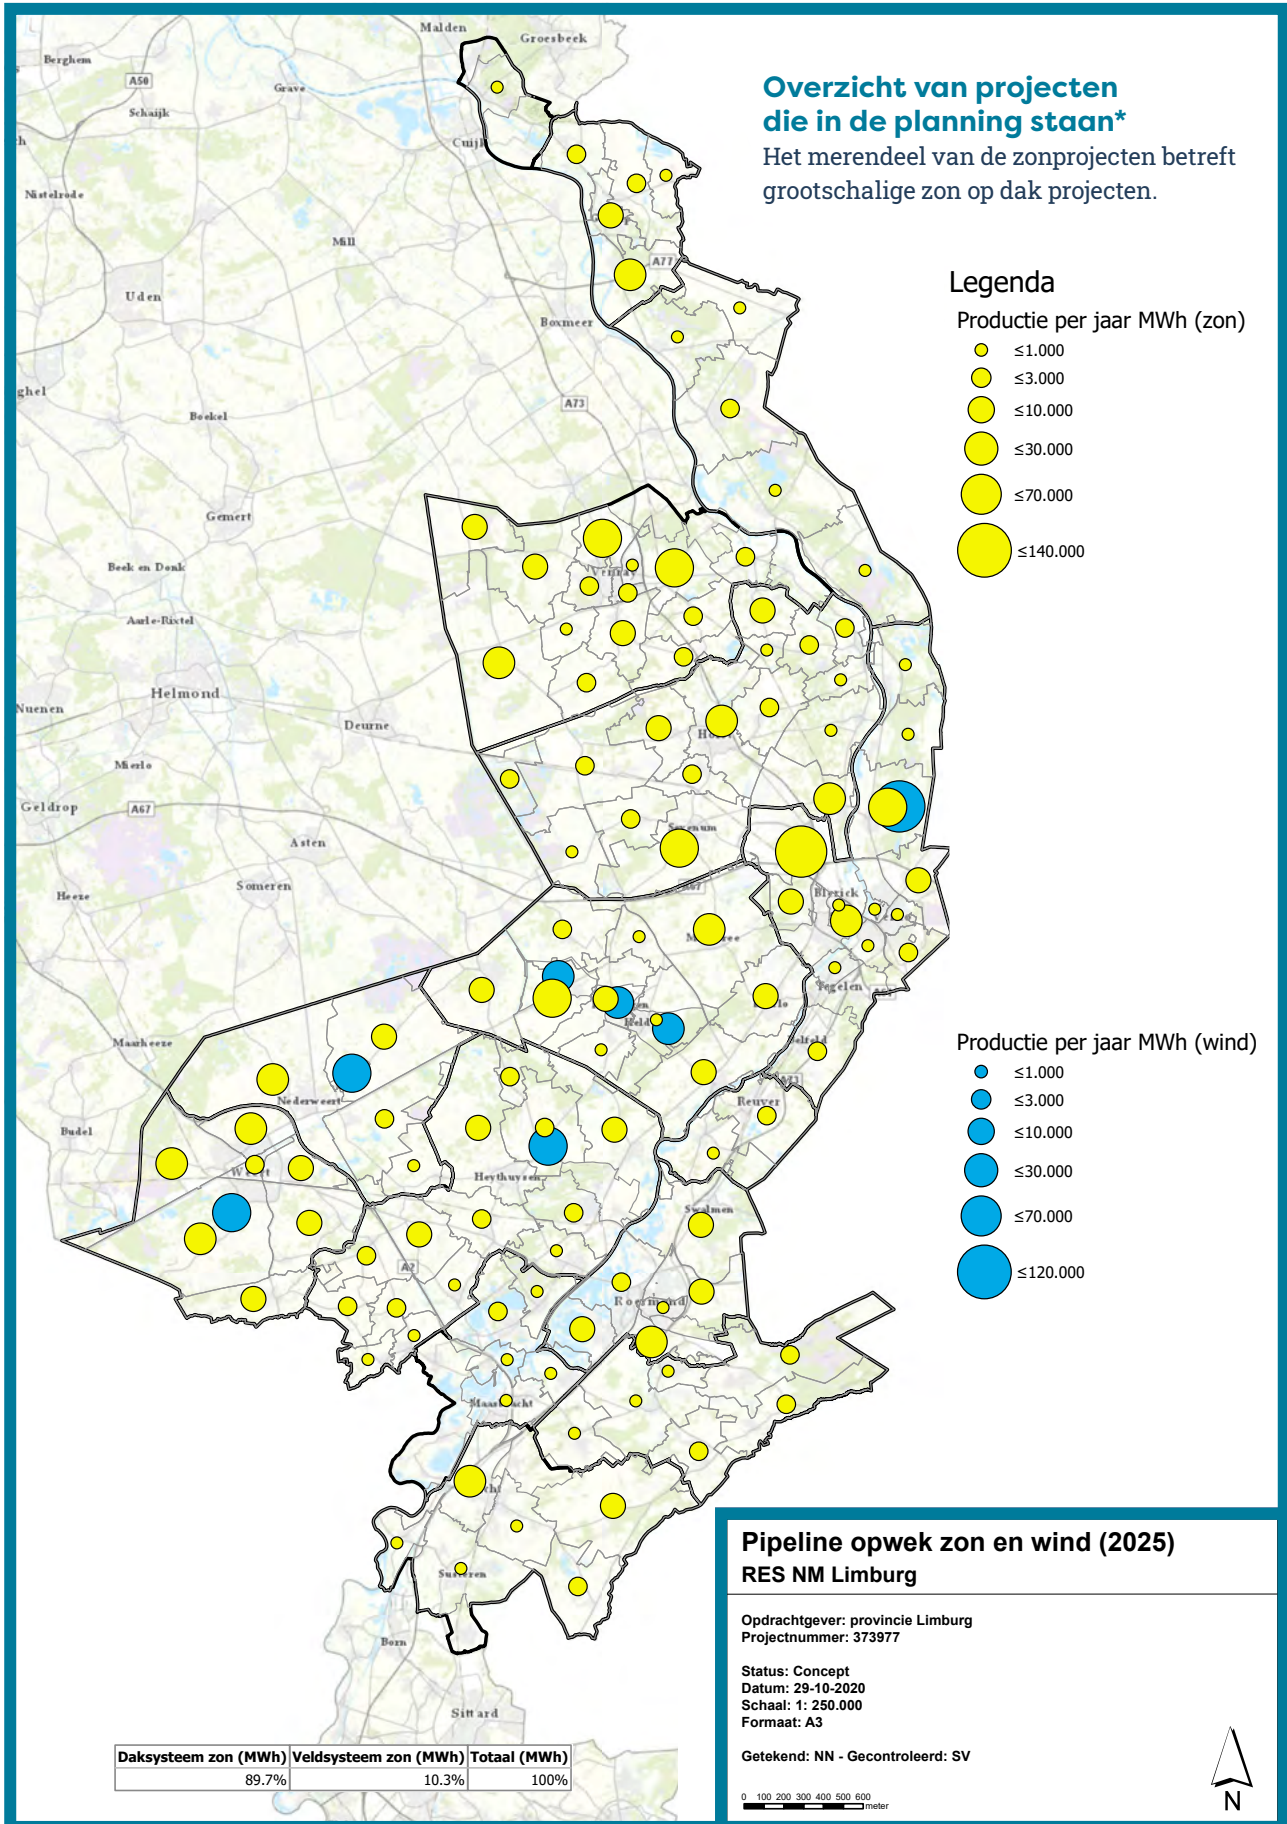 Overzicht van projecten
die in de planning staan*
Het merendeel van de zonprojecten betreft
grootschalige zon op dak projecten.
Malden
Groesbeek
Berghem
A50
Grave
Schaijk
Cuijk
Nistelrode
Mill
A77
Uden
Boxmeer
ghel
Boekel
A73
Gemert
Venray
Beek en Donk
Aarle-Rixtel
Helmond
Nuenen
Deurne
Mierlo
Geldrop
A67
Asten
Sevenum
Someren
Heeze
Blerick
Tegelen
Maarheeze
Nederweert
Budel
Reuver
Heythuysen
Swalmen
A2
Roermond
Susteren
Born
Sittard
Legenda
Productie per jaar MWh (zon)
≤1.000
≤3.000
≤10.000
≤30.000
≤70.000
≤140.000
Productie per jaar MWh (wind)
≤1.000
≤3.000
≤10.000
≤30.000
≤70.000
≤120.000
Pipeline opwek zon en wind (2025)
RES NM Limburg
Opdrachtgever: provincie Limburg
Projectnummer: 373977
Status: Concept
Datum: 29-10-2020
Schaal: 1: 250.000
Formaat: A3
Getekend: NN - Gecontroleerd: SV
0 100 200 300 400 500 600
meter
N
Daksysteem zon (MWh) Veldsysteem zon (MWh) Totaal (MWh)
89.7% 10.3% 100%